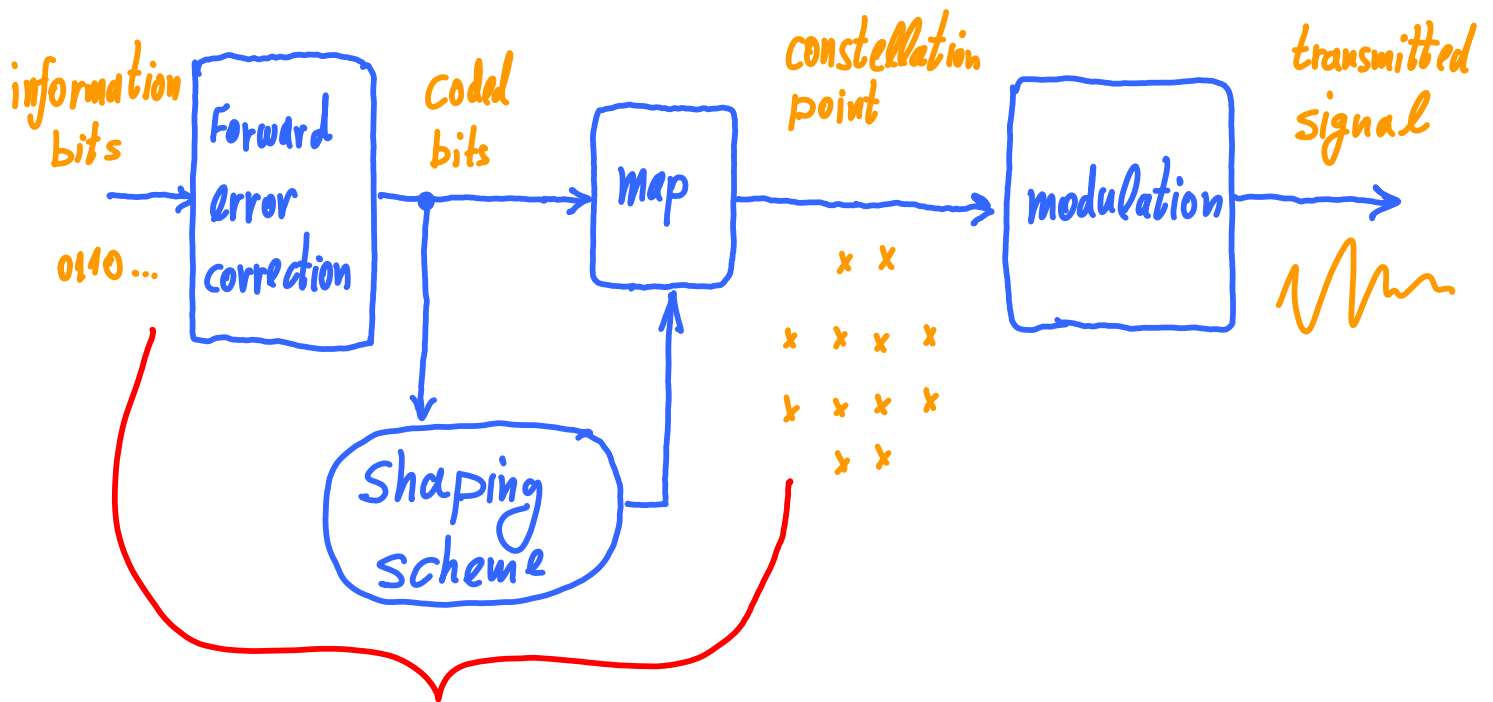 information
bits
0110...
Forward
error
correction
coded
bits
map
Shaping
scheme
constellation
point
modulation
transmitted
signal